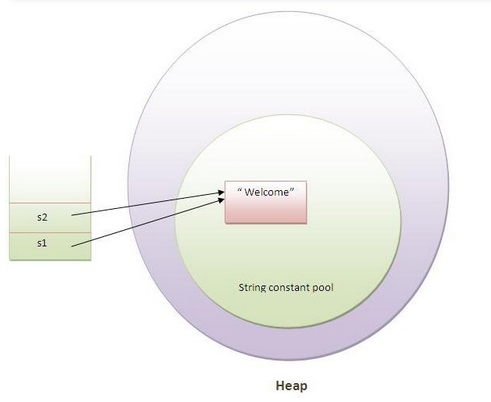 “ Welcome”
s2
s1
String constant pool
Heap